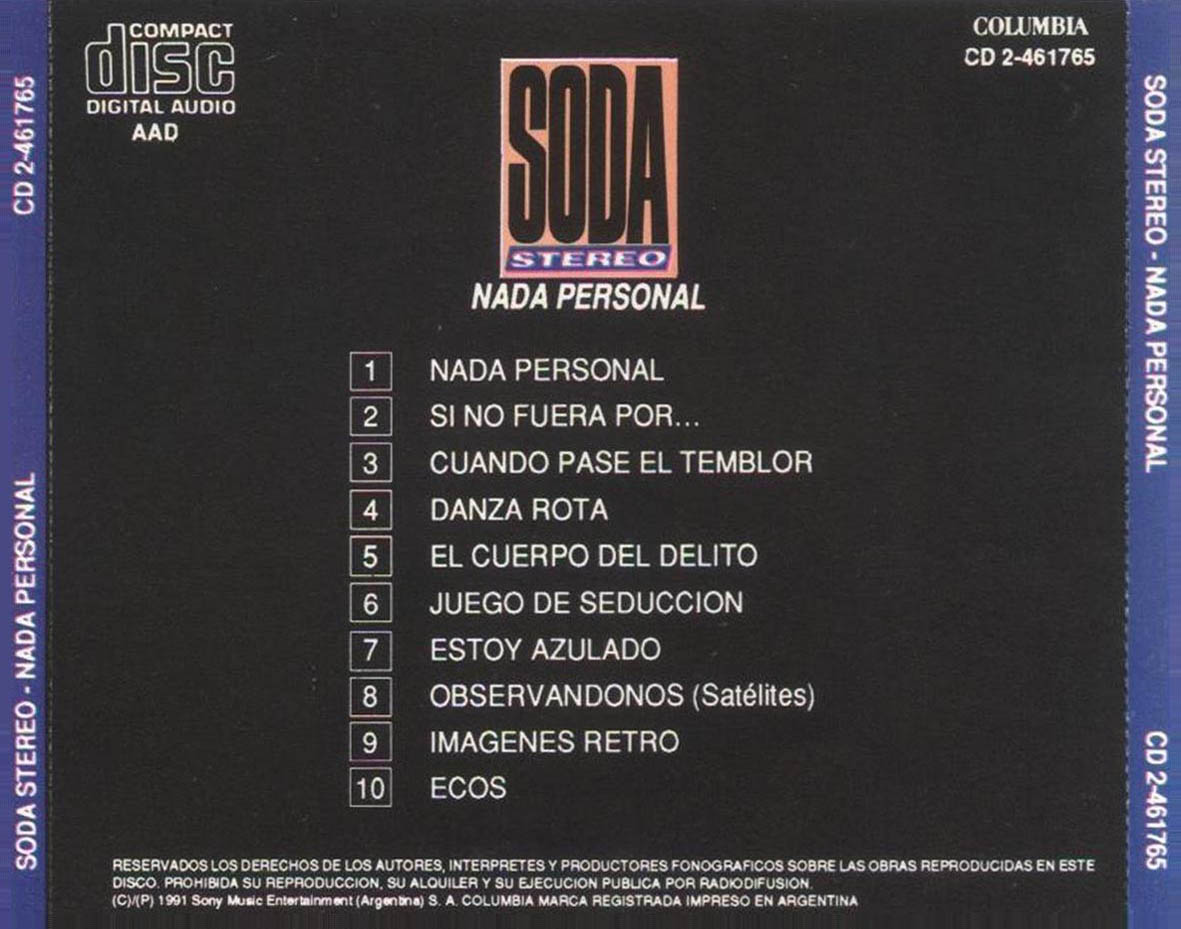 COMPACT
disc
DIGITAL AUDIO
AAD
COLUMBIA
CD 2-461765
SODA
STEREO
NADA PERSONAL
1 NADA PERSONAL
2 SI NO FUERA POR...
3 CUANDO PASE EL TEMBLOR
4 DANZA ROTA
5 EL CUERPO DEL DELITO
6 JUEGO DE SEDUCCION
7 ESTOY AZULADO
8 OBSERVANDONOS (Satélites)
9 IMAGENES RETRO
10 ECOS
RESERVADOS LOS DERECHOS DE LOS AUTORES, INTERPRETES Y PRODUCTORES FONOGRAFICOS SOBRE LAS OBRAS REPRODUCIDAS EN ESTE
DISCO. PROHIBIDA SU REPRODUCCION, SU ALQUILER Y SU EJECUCION PUBLICA POR RADIODIFUSION.
(C)/(P) 1991 Sony Music Entertainment (Argentina) S. A. COLUMBIA MARCA REGISTRADA IMPRESO EN ARGENTINA
SODA STEREO - NADA PERSONAL CD 2-461765
SODA STEREO - NADA PERSONAL CD 2-461765